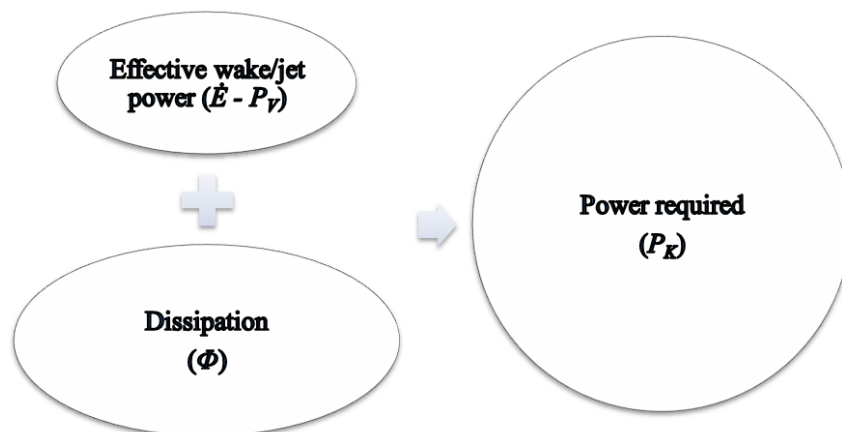 Effective wake/jet
power (Ė - P_V)
Dissipation
(Φ)
Power required
(P_K)